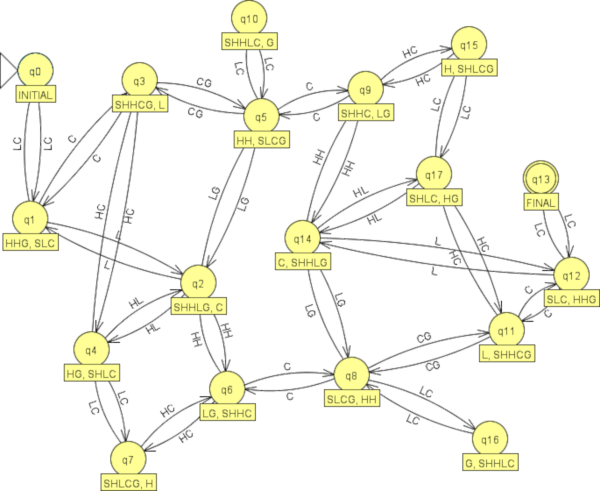 q10
SHHLC, G
q15
H, SHLCG
HC
HC
q0
INITIAL
q3
SHHCG, L
CG
CG
LC
LC
q9
SHHC, LG
C
C
q5
HH, SLCG
LC
LC
C
C
LC
LC
HH
HH
q17
SHLC, HG
q13
FINAL
LC
LC
q1
HHG, SLC
HC
HC
L
L
LG
LG
HL
HL
q14
C, SHHLG
HC
HC
L
L
q12
SLC, HHG
q2
SHHLG, C
HL
HL
LG
LG
C
C
q4
HG, SHLC
HH
HH
CG
CG
q11
L, SHHCG
LC
LC
q6
LG, SHHC
C
C
q8
SLCG, HH
HC
HC
LC
LC
q7
SHLCG, H
q16
G, SHHLC